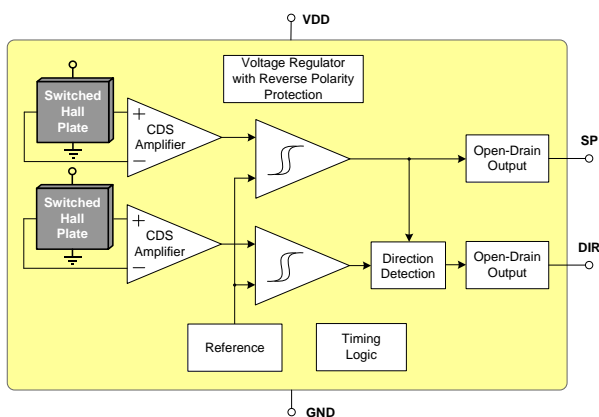 VDD
Voltage Regulator
with Reverse Polarity
Protection
Switched
Hall
Plate
+
−
CDS
Amplifier
SP
Open-Drain
Output
Switched
Hall
Plate
+
−
CDS
Amplifier
DIR
Direction
Detection
Open-Drain
Output
Reference
Timing
Logic
GND